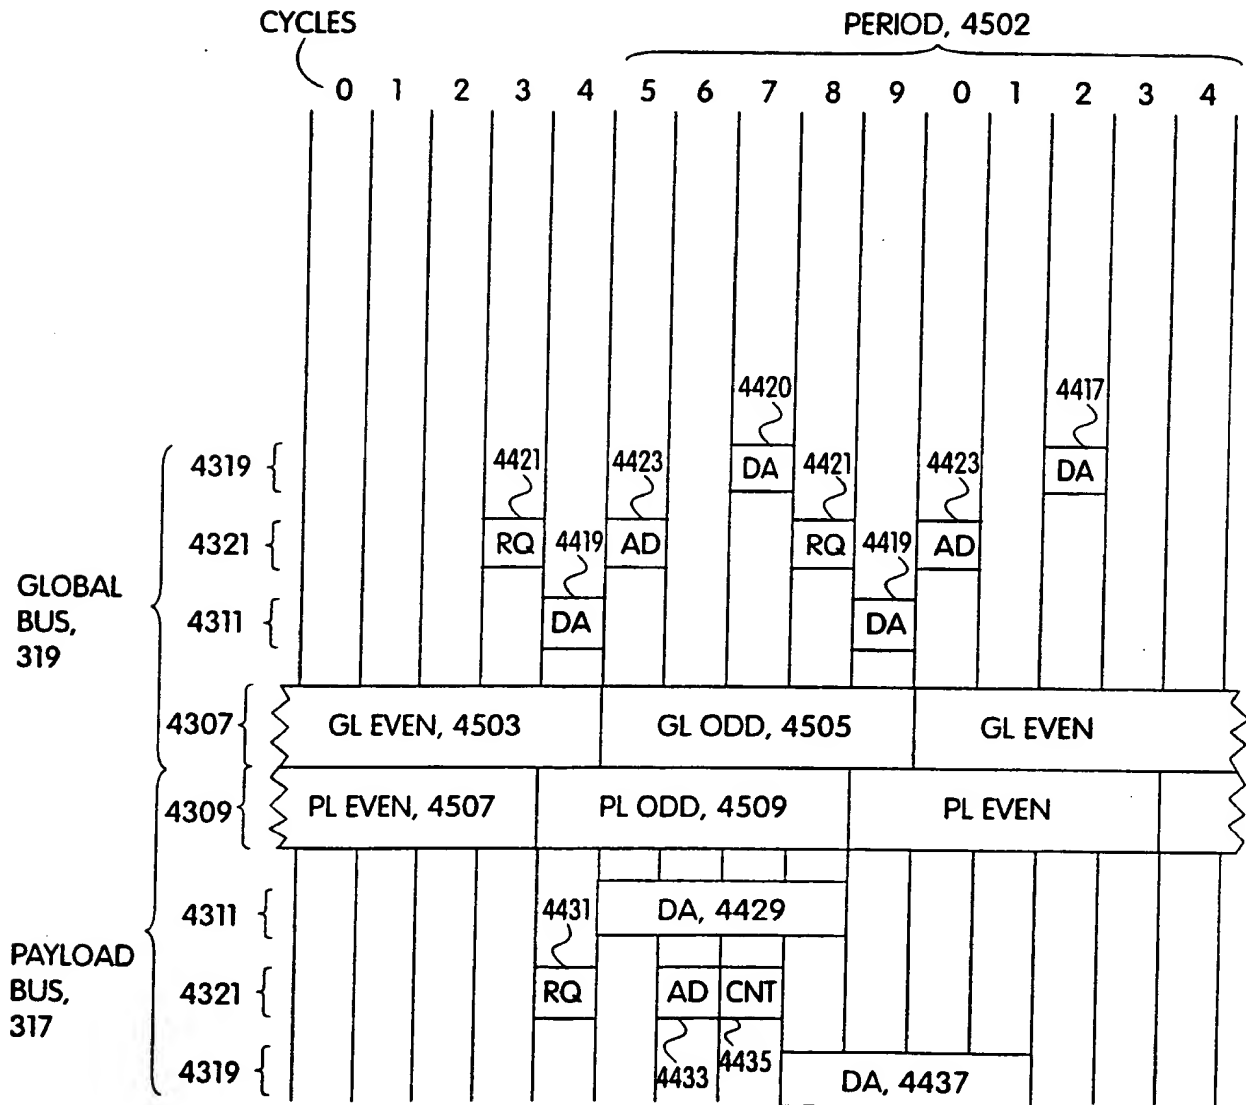 CYCLES
PERIOD, 4502
0 1 2 3 4 5 6 7 8 9 0 1 2 3 4
4420 4417
4319 4421 4423 DA 4421 4423 DA
4321 RQ 4419 AD RQ 4419 AD
GLOBAL
BUS,
319
4311 DA DA
4307 GL EVEN, 4503 GL ODD, 4505 GL EVEN
4309 PL EVEN, 4507 PL ODD, 4509 PL EVEN
4311 4431 DA, 4429
PAYLOAD
BUS,
317
4321 RQ AD CNT
4319 4433 4435 DA, 4437